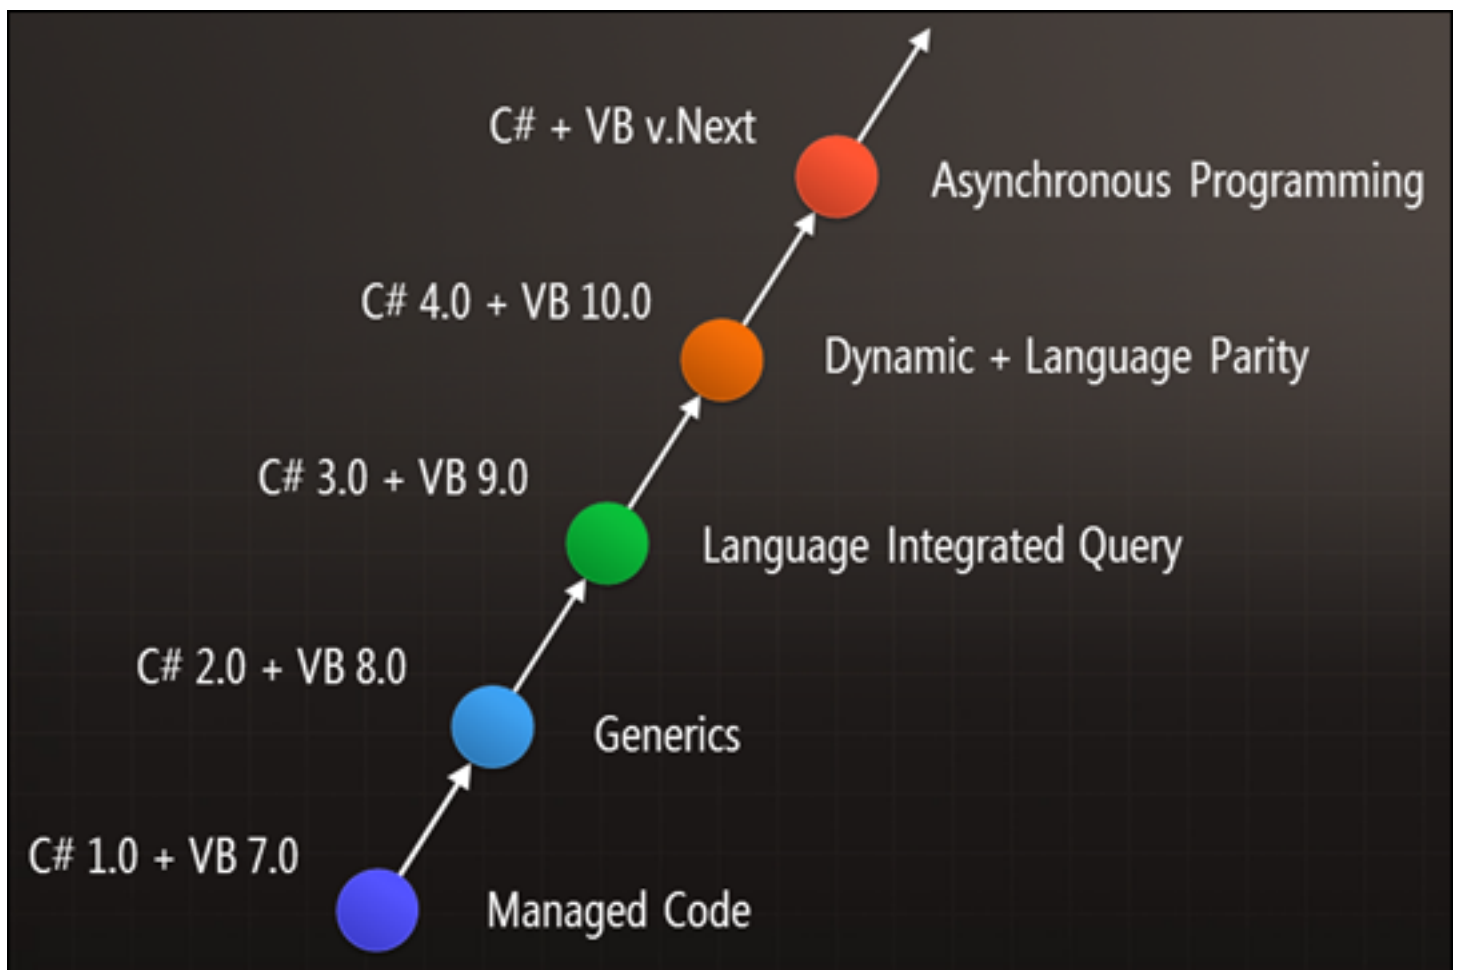 C# + VB v.Next
Asynchronous Programming
C# 4.0 + VB 10.0
Dynamic + Language Parity
C# 3.0 + VB 9.0
Language Integrated Query
C# 2.0 + VB 8.0
Generics
C# 1.0 + VB 7.0
Managed Code